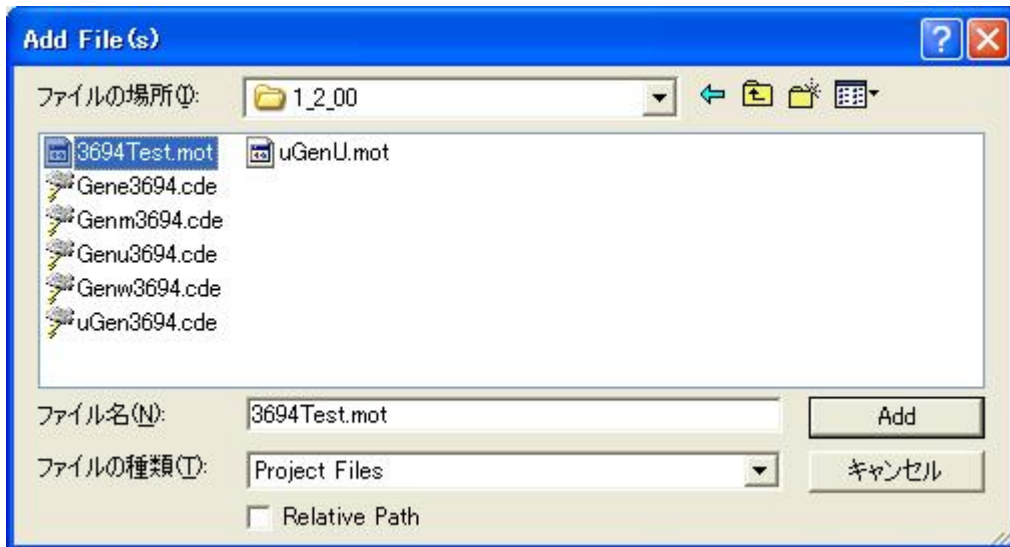 Add File(s)
ファイルの場所(I):
1_2_00
3694Test.mot
Gene3694.cde
Genm3694.cde
Genu3694.cde
Genw3694.cde
uGen3694.cde
uGenU.mot
ファイル名(N):
3694Test.mot
Add
ファイルの種類(T):
Project Files
キャンセル
Relative Path